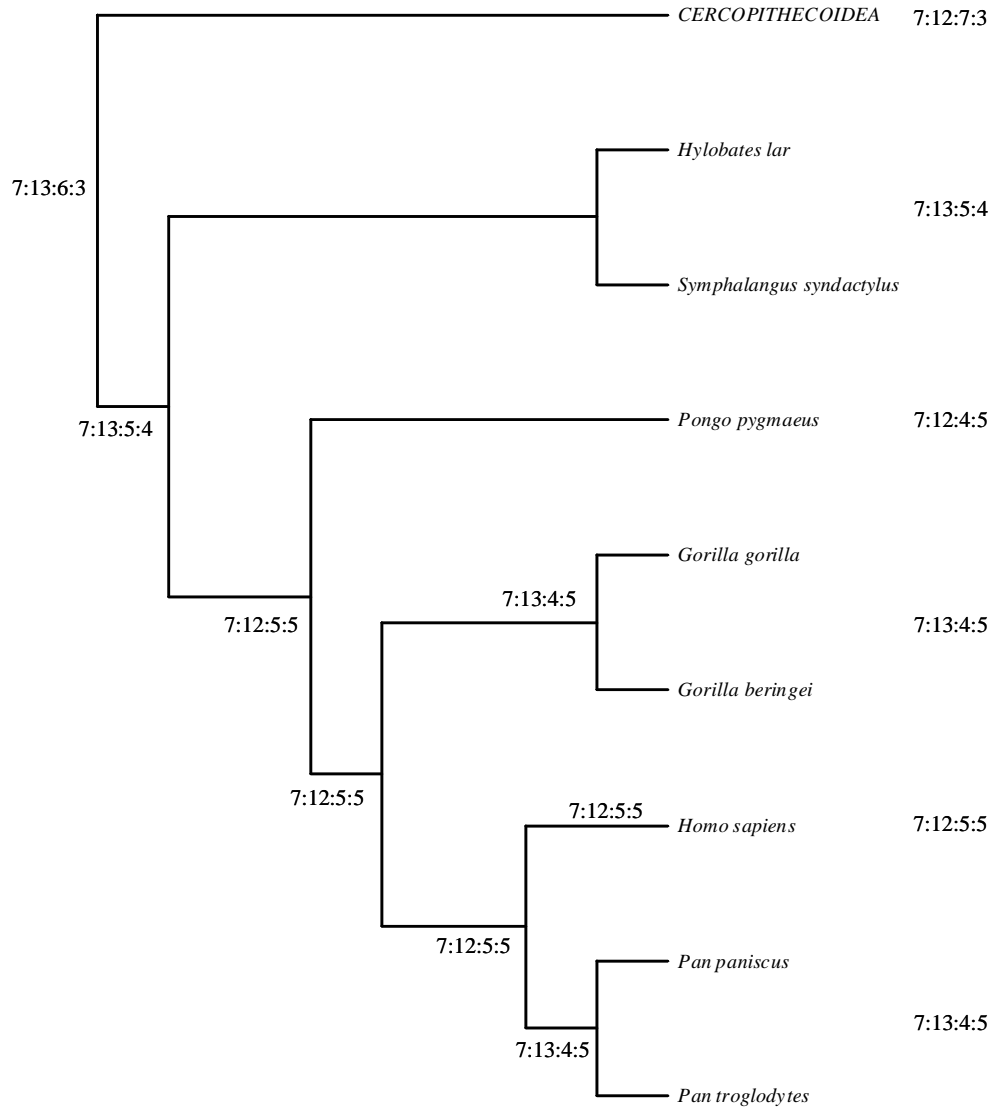 CERCOPITHECOIDEA 7:12:7:3
Hylobates lar
7:13:6:3
7:13:5:4
Symphalangus syndactylus
7:13:5:4
Pongo pygmaeus 7:12:4:5
Gorilla gorilla
7:13:4:5
7:12:5:5
7:13:4:5
Gorilla beringei
7:12:5:5
7:12:5:5
Homo sapiens 7:12:5:5
7:12:5:5
Pan paniscus
7:13:4:5
7:13:4:5
Pan troglodytes